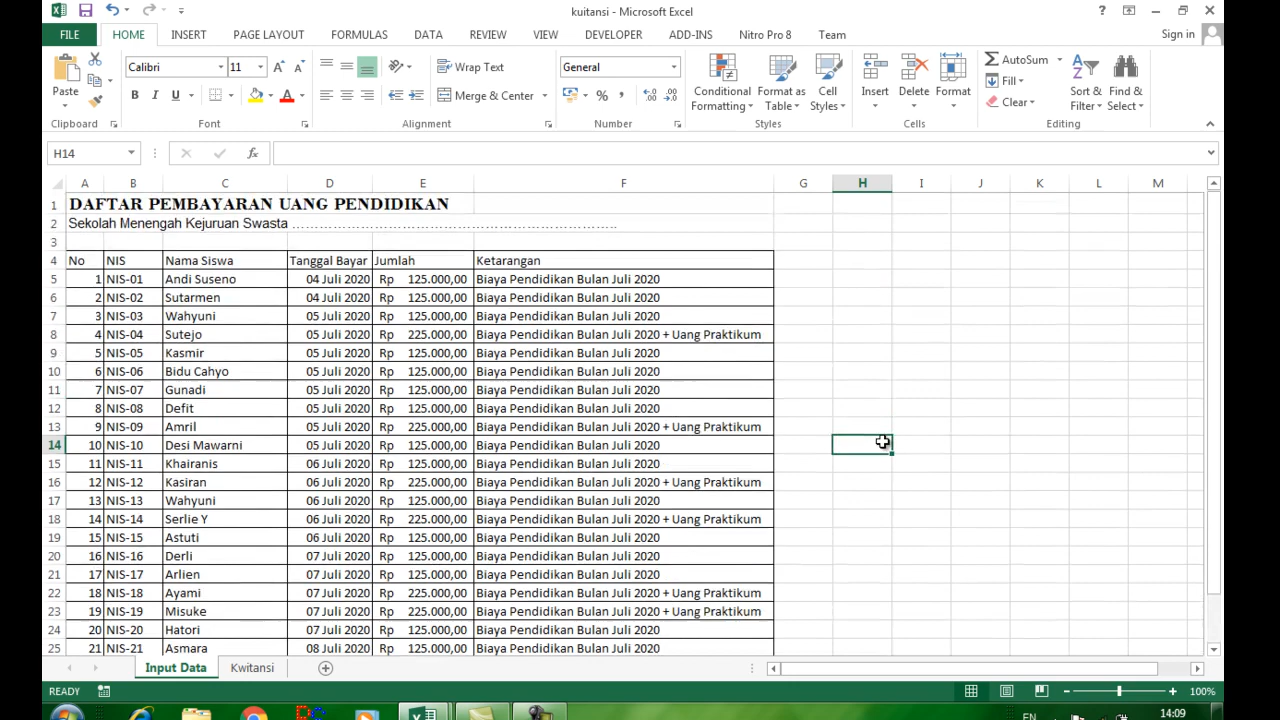 kuitansi - Microsoft Excel
?
FILE HOME INSERT PAGE LAYOUT FORMULAS DATA REVIEW VIEW DEVELOPER ADD-INS Nitro Pro 8 Team Sign in
Paste
Clipboard
Calibri 11
A A
B I U
A
Font
Wrap Text
Merge & Center
Alignment
General
% ,
Number
Conditional Formatting
Format as Table
Cell Styles
Styles
Insert Delete Format
Cells
AutoSum
Fill
Clear
Sort & Filter
Find & Select
Editing
H14 fx
A B C D E F G H I J K L M
1 DAFTAR PEMBAYARAN UANG PENDIDIKAN
2 Sekolah Menengah Kejuruan Swasta ……………………………………………………………..
3
4 No NIS Nama Siswa Tanggal Bayar Jumlah Ketarangan
5 1 NIS-01 Andi Suseno 04 Juli 2020 Rp 125.000,00 Biaya Pendidikan Bulan Juli 2020
6 2 NIS-02 Sutarmen 04 Juli 2020 Rp 125.000,00 Biaya Pendidikan Bulan Juli 2020
7 3 NIS-03 Wahyuni 05 Juli 2020 Rp 125.000,00 Biaya Pendidikan Bulan Juli 2020
8 4 NIS-04 Sutejo 05 Juli 2020 Rp 225.000,00 Biaya Pendidikan Bulan Juli 2020 + Uang Praktikum
9 5 NIS-05 Kasmir 05 Juli 2020 Rp 125.000,00 Biaya Pendidikan Bulan Juli 2020
10 6 NIS-06 Bidu Cahyo 05 Juli 2020 Rp 125.000,00 Biaya Pendidikan Bulan Juli 2020
11 7 NIS-07 Gunadi 05 Juli 2020 Rp 125.000,00 Biaya Pendidikan Bulan Juli 2020
12 8 NIS-08 Defit 05 Juli 2020 Rp 125.000,00 Biaya Pendidikan Bulan Juli 2020
13 9 NIS-09 Amril 05 Juli 2020 Rp 225.000,00 Biaya Pendidikan Bulan Juli 2020 + Uang Praktikum
14 10 NIS-10 Desi Mawarni 05 Juli 2020 Rp 125.000,00 Biaya Pendidikan Bulan Juli 2020
15 11 NIS-11 Khairanis 06 Juli 2020 Rp 125.000,00 Biaya Pendidikan Bulan Juli 2020
16 12 NIS-12 Kasiran 06 Juli 2020 Rp 225.000,00 Biaya Pendidikan Bulan Juli 2020 + Uang Praktikum
17 13 NIS-13 Wahyuni 06 Juli 2020 Rp 125.000,00 Biaya Pendidikan Bulan Juli 2020
18 14 NIS-14 Serlie Y 06 Juli 2020 Rp 225.000,00 Biaya Pendidikan Bulan Juli 2020 + Uang Praktikum
19 15 NIS-15 Astuti 06 Juli 2020 Rp 125.000,00 Biaya Pendidikan Bulan Juli 2020
20 16 NIS-16 Derli 07 Juli 2020 Rp 125.000,00 Biaya Pendidikan Bulan Juli 2020
21 17 NIS-17 Arlien 07 Juli 2020 Rp 125.000,00 Biaya Pendidikan Bulan Juli 2020
22 18 NIS-18 Ayami 07 Juli 2020 Rp 225.000,00 Biaya Pendidikan Bulan Juli 2020 + Uang Praktikum
23 19 NIS-19 Misuke 07 Juli 2020 Rp 225.000,00 Biaya Pendidikan Bulan Juli 2020 + Uang Praktikum
24 20 NIS-20 Hatori 07 Juli 2020 Rp 125.000,00 Biaya Pendidikan Bulan Juli 2020
25 21 NIS-21 Asmara 08 Juli 2020 Rp 125.000,00 Biaya Pendidikan Bulan Juli 2020
Input Data Kwitansi
READY 100%
EN 14:09